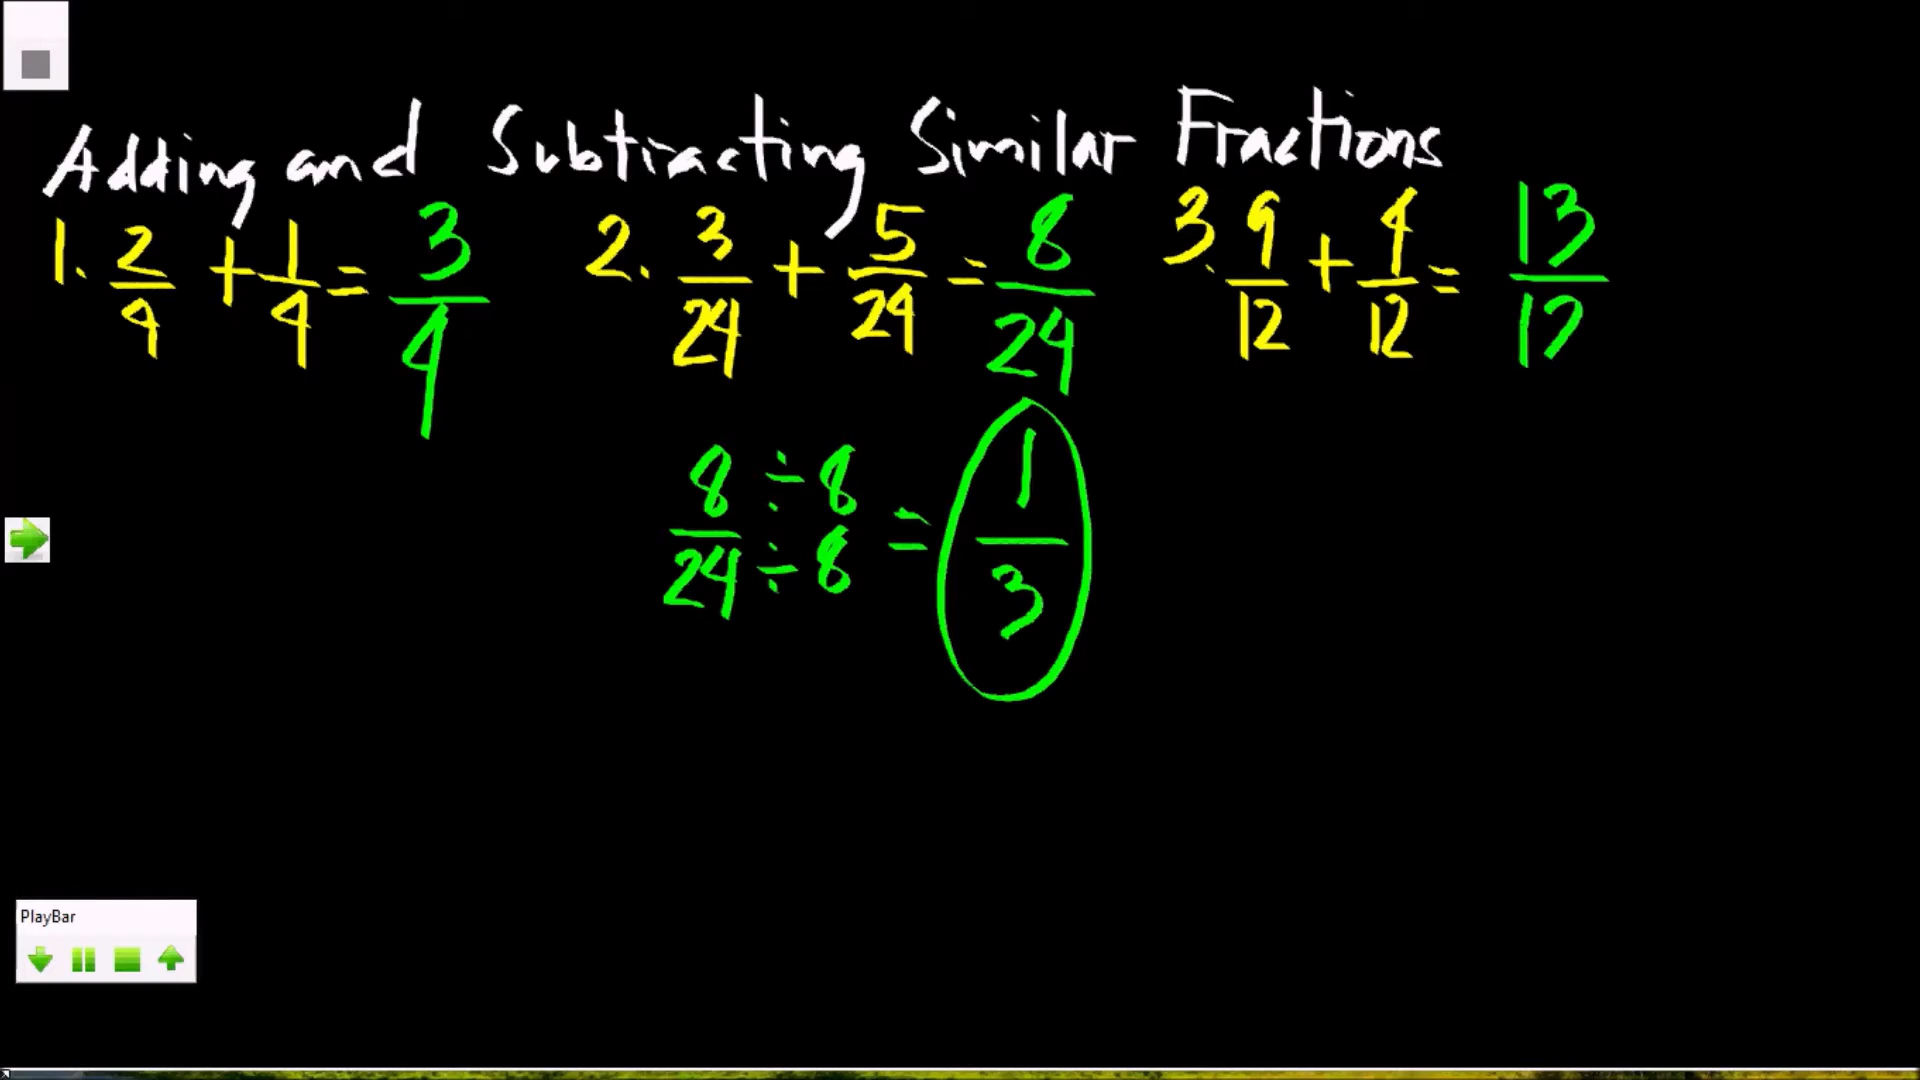 Adding and Subtracting Similar Fractions
1. 2/4 + 1/4 = 3/4 2. 3/24 + 5/24 = 8/24 3. 9/12 + 4/12 = 13/12
8/24 ÷ 8/8 = 1/3
PlayBar